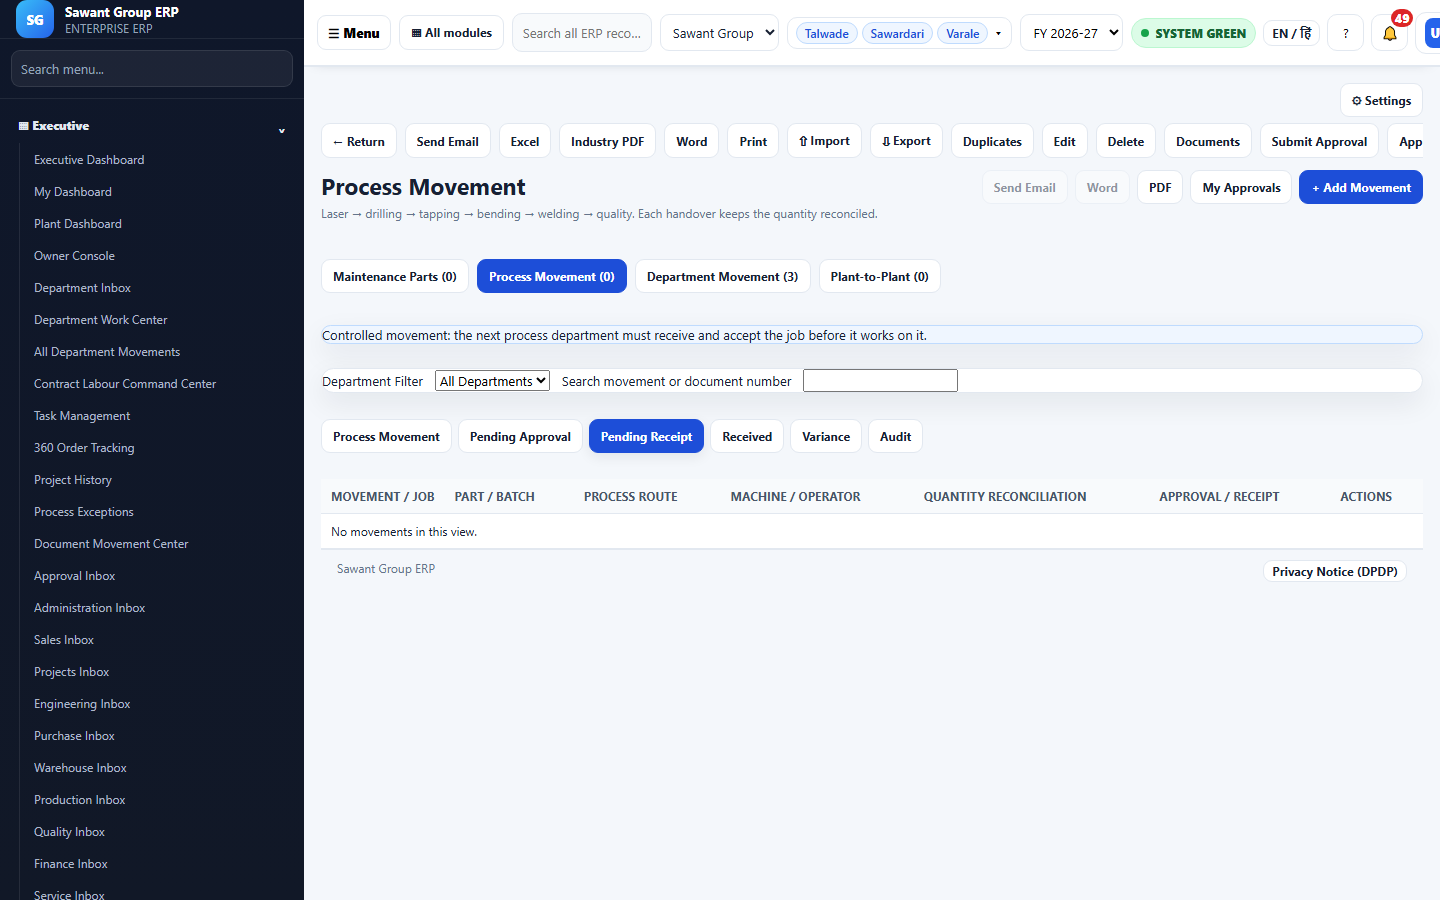 SG
Sawant Group ERP
ENTERPRISE ERP
Search menu...
Executive
Executive Dashboard
My Dashboard
Plant Dashboard
Owner Console
Department Inbox
Department Work Center
All Department Movements
Contract Labour Command Center
Task Management
360 Order Tracking
Project History
Process Exceptions
Document Movement Center
Approval Inbox
Administration Inbox
Sales Inbox
Projects Inbox
Engineering Inbox
Purchase Inbox
Warehouse Inbox
Production Inbox
Quality Inbox
Finance Inbox
Service Inbox
☰ Menu
All modules
Search all ERP reco...
Sawant Group
Talwade Sawardari Varale
FY 2026-27
SYSTEM GREEN
EN / हिं
?
49
U
⚙ Settings
← Return Send Email Excel Industry PDF Word Print ⇧ Import ⇩ Export Duplicates Edit Delete Documents Submit Approval App
Process Movement
Send Email Word PDF My Approvals + Add Movement
Laser → drilling → tapping → bending → welding → quality. Each handover keeps the quantity reconciled.
Maintenance Parts (0) Process Movement (0) Department Movement (3) Plant-to-Plant (0)
Controlled movement: the next process department must receive and accept the job before it works on it.
Department Filter All Departments Search movement or document number
Process Movement Pending Approval Pending Receipt Received Variance Audit
MOVEMENT / JOB PART / BATCH PROCESS ROUTE MACHINE / OPERATOR QUANTITY RECONCILIATION APPROVAL / RECEIPT ACTIONS
No movements in this view.
Sawant Group ERP
Privacy Notice (DPDP)